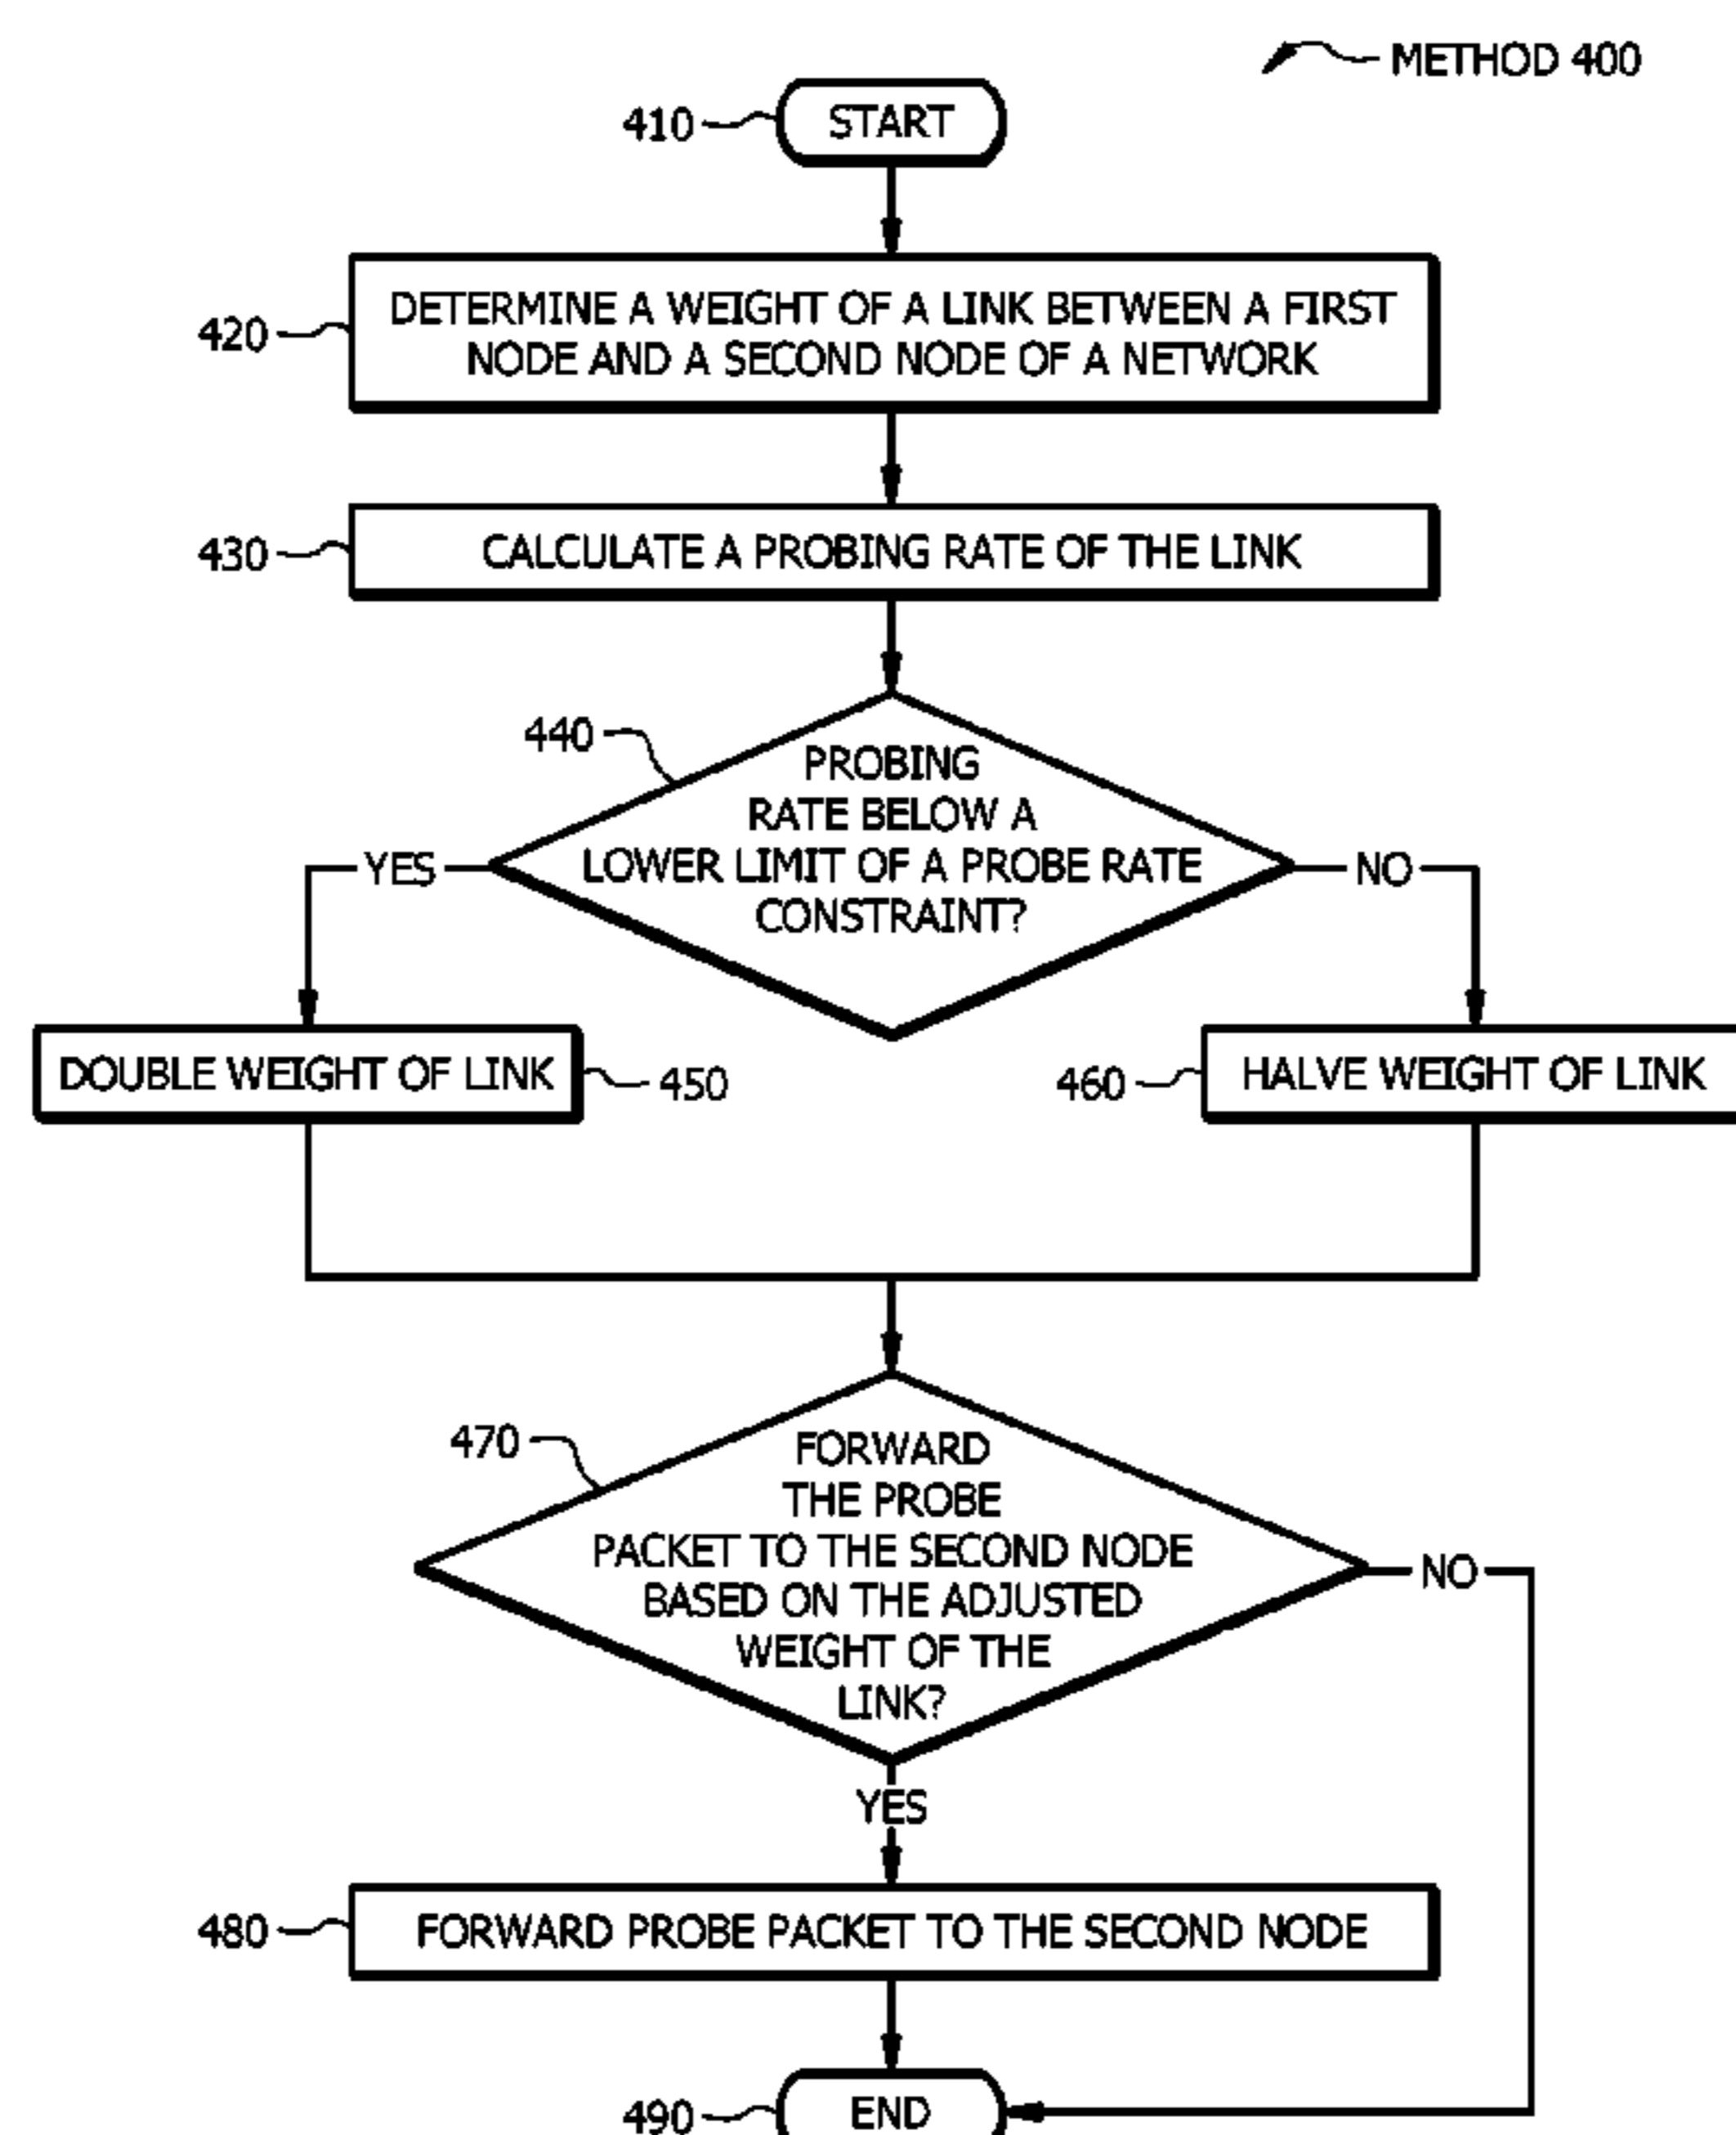 METHOD 400
410
START
420
DETERMINE A WEIGHT OF A LINK BETWEEN A FIRST
NODE AND A SECOND NODE OF A NETWORK
430
CALCULATE A PROBING RATE OF THE LINK
440
PROBING
RATE BELOW A
LOWER LIMIT OF A PROBE RATE
CONSTRAINT?
YES
NO
DOUBLE WEIGHT OF LINK
450
460
HALVE WEIGHT OF LINK
470
FORWARD
THE PROBE
PACKET TO THE SECOND NODE
BASED ON THE ADJUSTED
WEIGHT OF THE
LINK?
NO
YES
480
FORWARD PROBE PACKET TO THE SECOND NODE
490
END